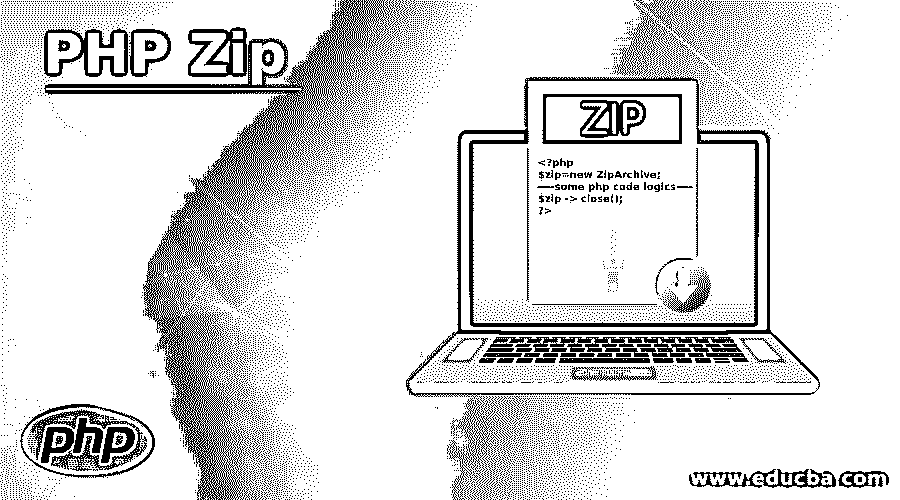 PHP Zip
ZIP
<?php
$zip=new ZipArchive;
----some php code logics----
$zip -> close();
?>
php
www.educba.com